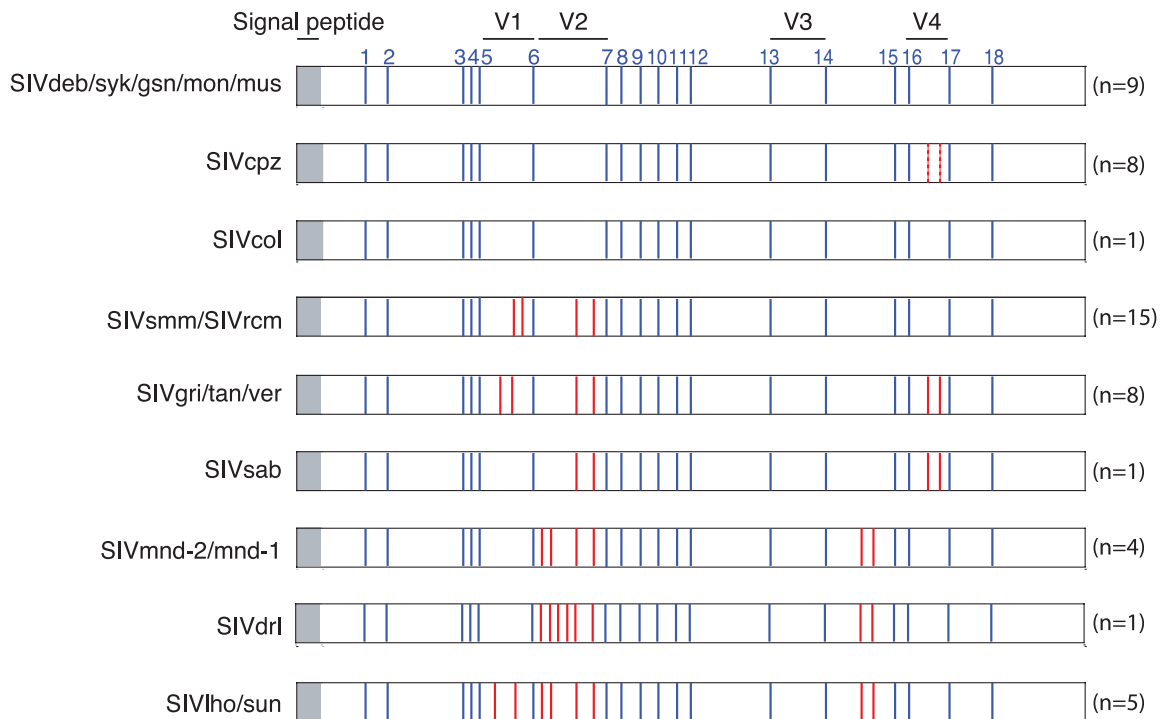 Signal peptide V1 V2 V3 V4
1 2 3 4 5 6 7 8 9 10 11 12 13 14 15 16 17 18
SIVdeb/syk/gsn/mon/mus (n=9)
SIVcpz (n=8)
SIVcol (n=1)
SIVsmm/SIVrcm (n=15)
SIVgri/tan/ver (n=8)
SIVsab (n=1)
SIVmnd-2/mnd-1 (n=4)
SIVdrl (n=1)
SIVlho/sun (n=5)